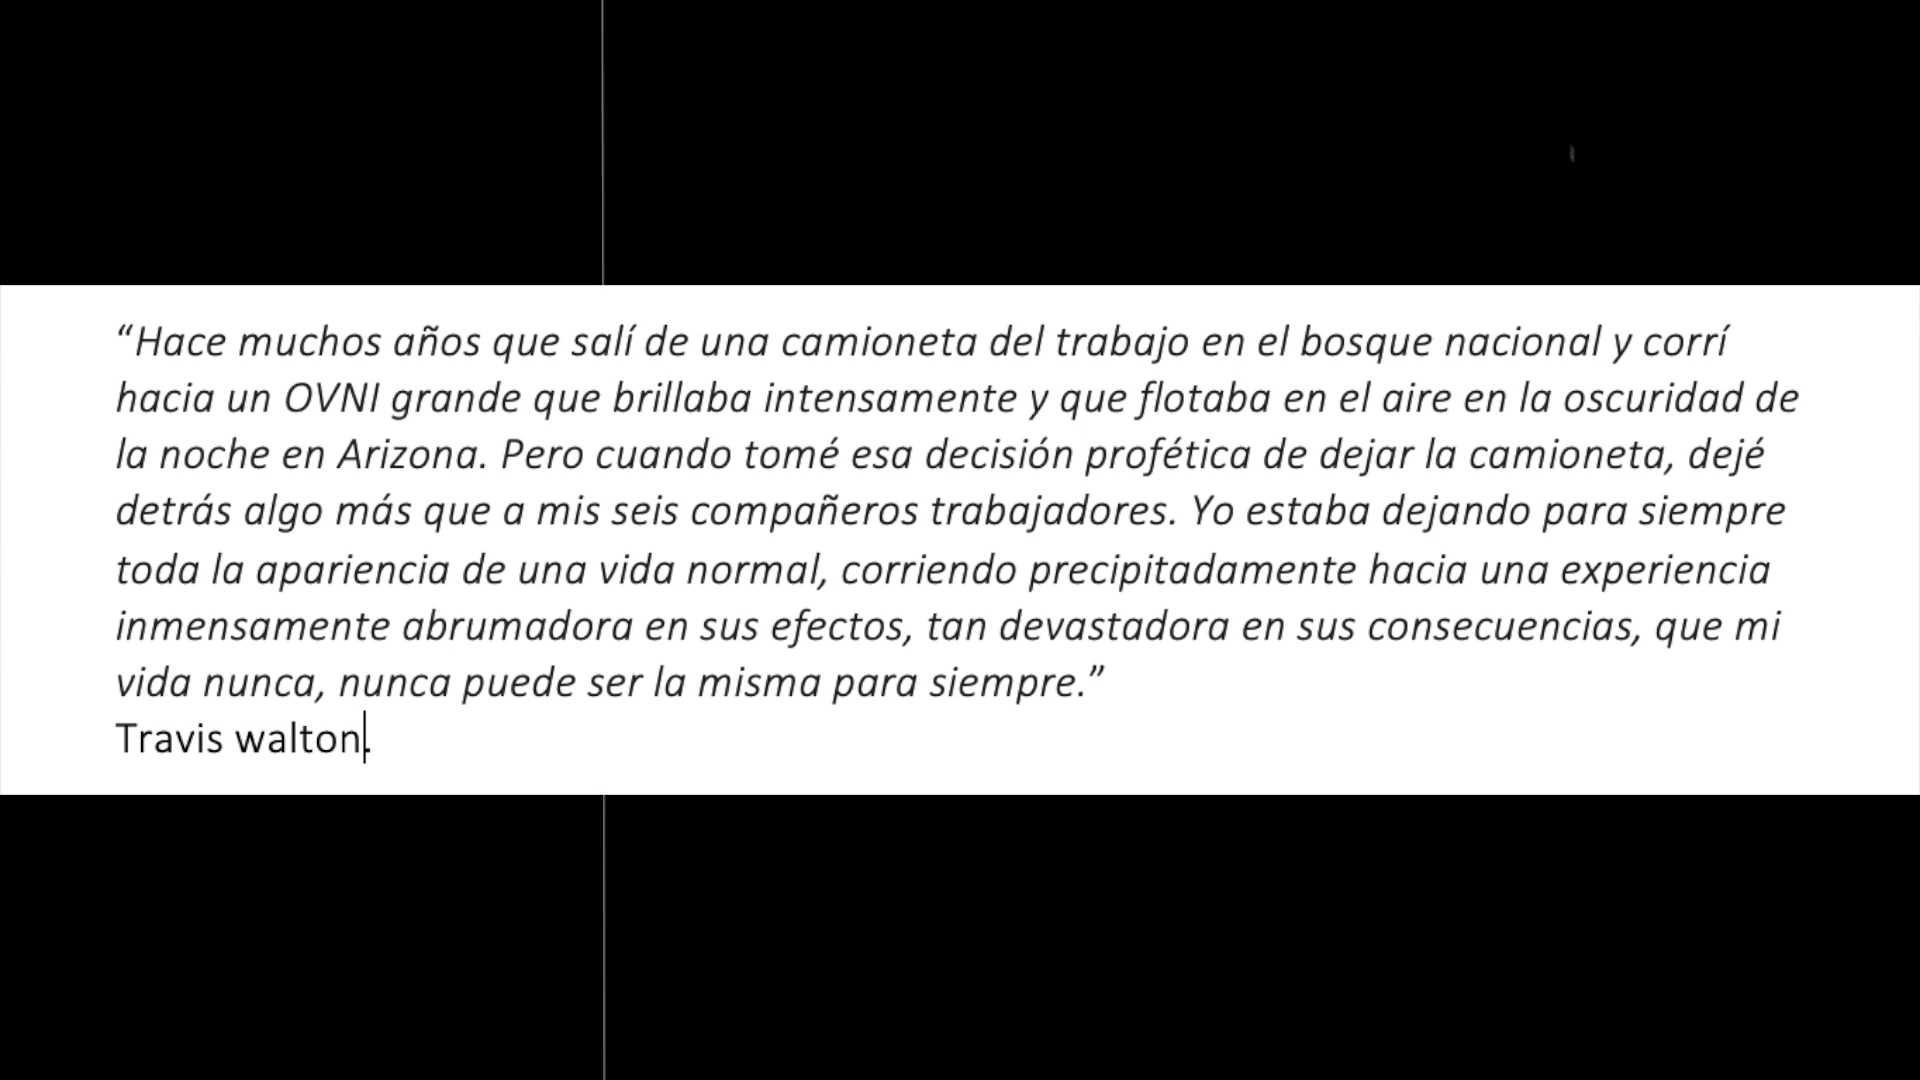 “Hace muchos años que salí de una camioneta del trabajo en el bosque nacional y corrí
hacia un OVNI grande que brillaba intensamente y que flotaba en el aire en la oscuridad de
la noche en Arizona. Pero cuando tomé esa decisión profética de dejar la camioneta, dejé
detrás algo más que a mis seis compañeros trabajadores. Yo estaba dejando para siempre
toda la apariencia de una vida normal, corriendo precipitadamente hacia una experiencia
inmensamente abrumadora en sus efectos, tan devastadora en sus consecuencias, que mi
vida nunca, nunca puede ser la misma para siempre.”
Travis walton.